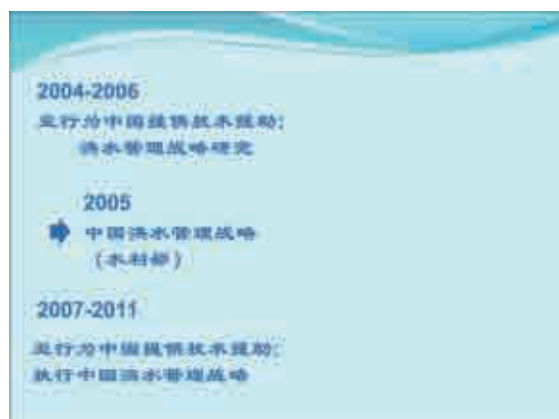 2004-2006
亚行为中国提供技术援助:
洪水管理战略研究
2005
中国洪水管理战略
(水利部)
2007-2011
亚行为中国提供技术援助:
执行中国洪水管理战略